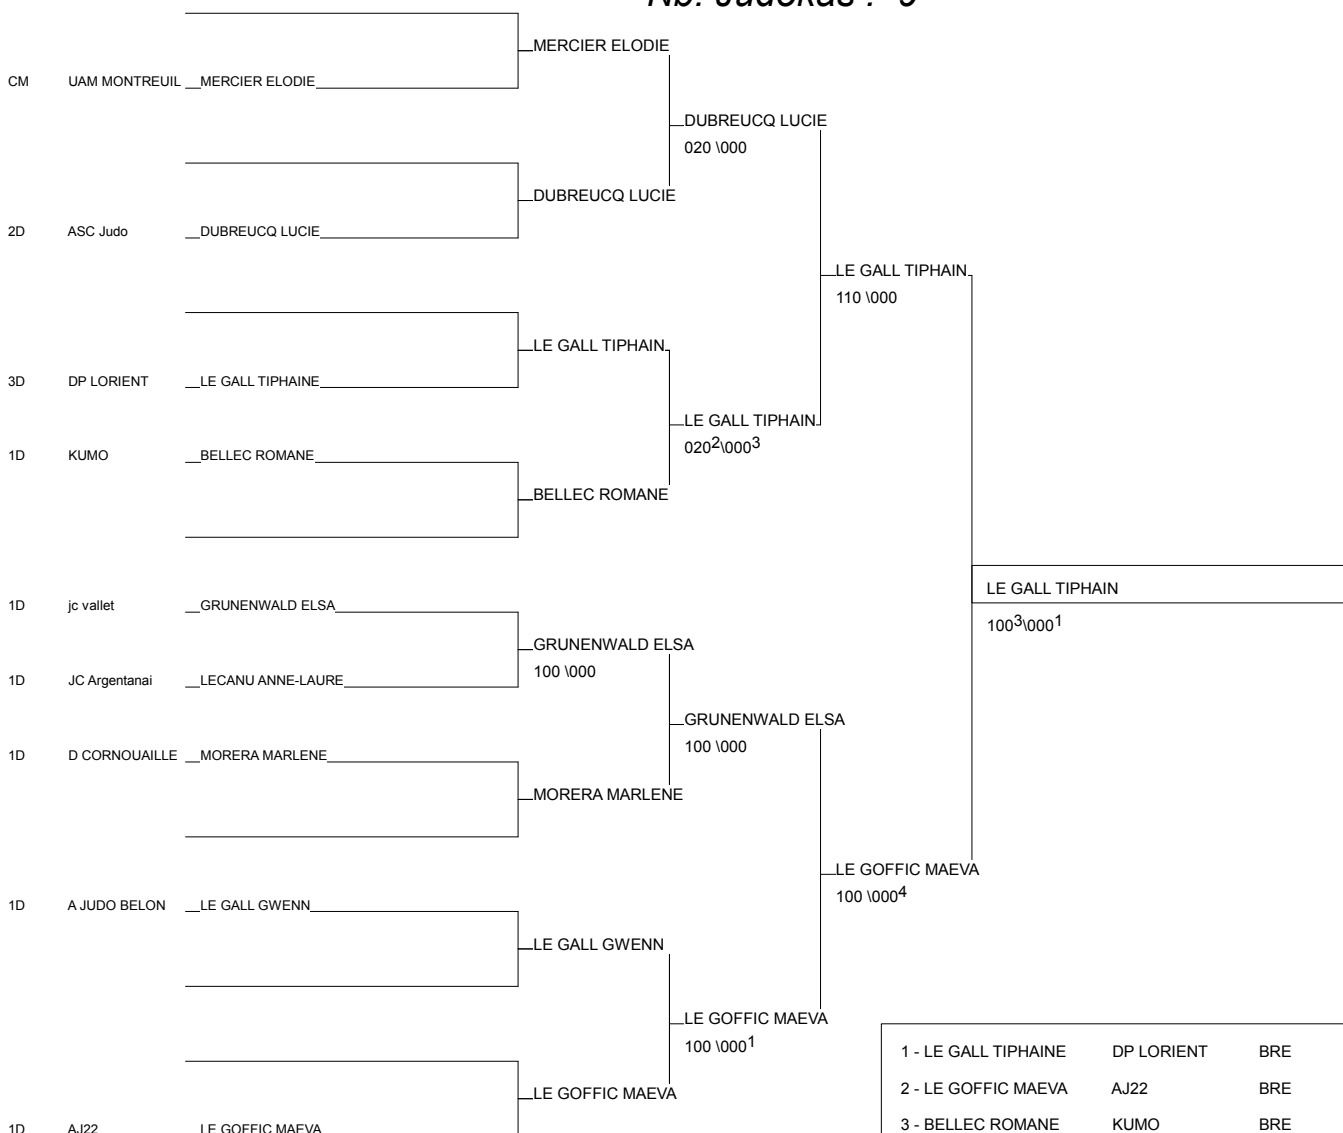 MERCIER ELODIE
CM UAM MONTREUIL MERCIER ELODIE
DUBREUCQ LUCIE
020 \000
DUBREUCQ LUCIE
2D ASC Judo DUBREUCQ LUCIE
LE GALL TIPHAIN
110 \000
LE GALL TIPHAIN
3D DP LORIENT LE GALL TIPHAINE
LE GALL TIPHAIN
020²\000³
1D KUMO BELLEC ROMANE
BELLEC ROMANE
LE GALL TIPHAIN
100³\000¹
1D jc vallet GRUNENWALD ELSA
GRUNENWALD ELSA
100 \000
1D JC Argentanai LECANU ANNE-LAURE
GRUNENWALD ELSA
100 \000
1D D CORNOUAILLE MORERA MARLENE
MORERA MARLENE
LE GOFFIC MAEVA
100 \000⁴
1D A JUDO BELON LE GALL GWENN
LE GALL GWENN
LE GOFFIC MAEVA
100 \000¹
LE GOFFIC MAEVA
1D AJ22 LE GOFFIC MAEVA
1 - LE GALL TIPHAINE DP LORIENT BRE
2 - LE GOFFIC MAEVA AJ22 BRE
3 - BELLEC ROMANE KUMO BRE